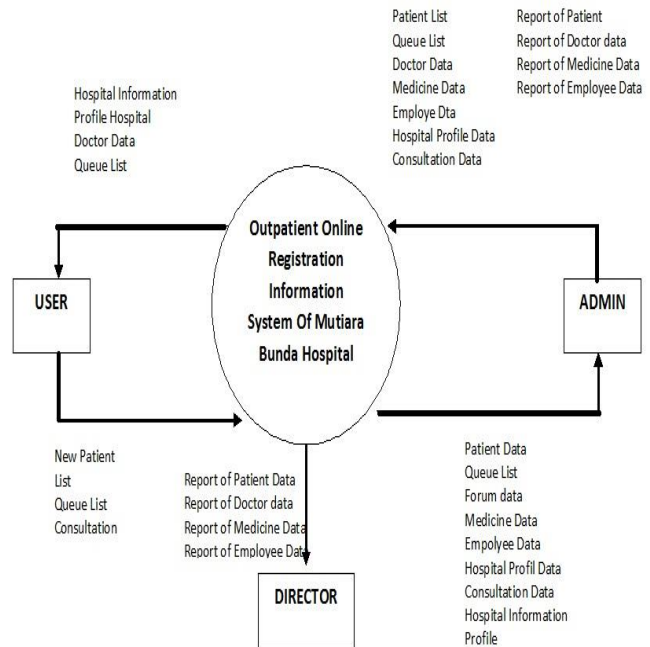 Patient List
Queue List
Doctor Data
Medicine Data
Employe Dta
Hospital Profile Data
Consultation Data
Report of Patient
Report of Doctor data
Report of Medicine Data
Report of Employee Data
Hospital Information
Profile Hospital
Doctor Data
Queue List
Outpatient Online
Registration
Information
System Of Mutiara
Bunda Hospital
USER
ADMIN
New Patient
List
Queue List
Consultation
Report of Patient Data
Report of Doctor data
Report of Medicine Data
Report of Employee Data
Patient Data
Queue List
Forum data
Medicine Data
Empolyee Data
Hospital Profil Data
Consultation Data
Hospital Information
Profile
DIRECTOR